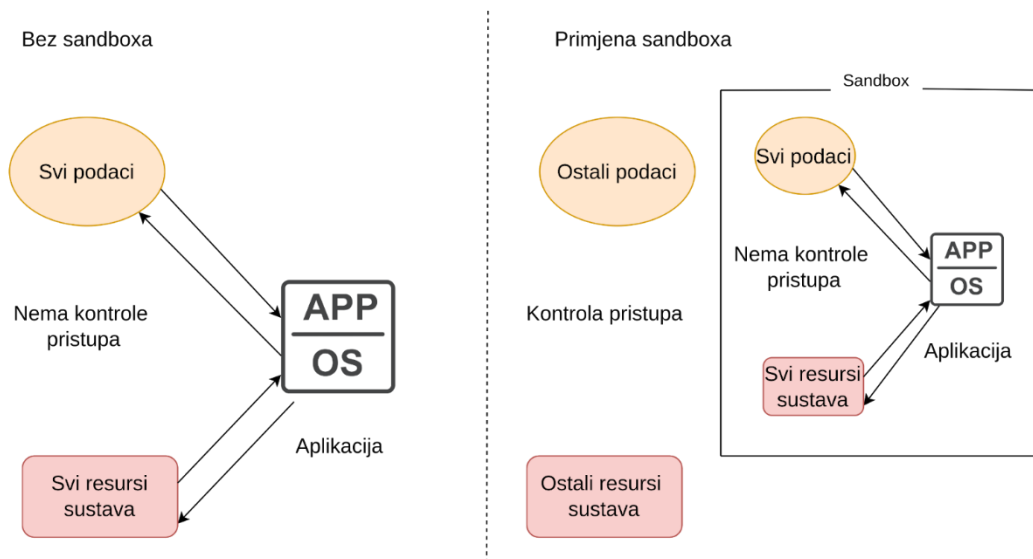 Bez sandboxa
Svi podaci
Nema kontrole
pristupa
APP
OS
Aplikacija
Svi resursi
sustava
Primjena sandboxa
Sandbox
Ostali podaci
Svi podaci
Nema kontrole
pristupa
APP
OS
Kontrola pristupa
Aplikacija
Svi resursi
sustava
Ostali resursi
sustava